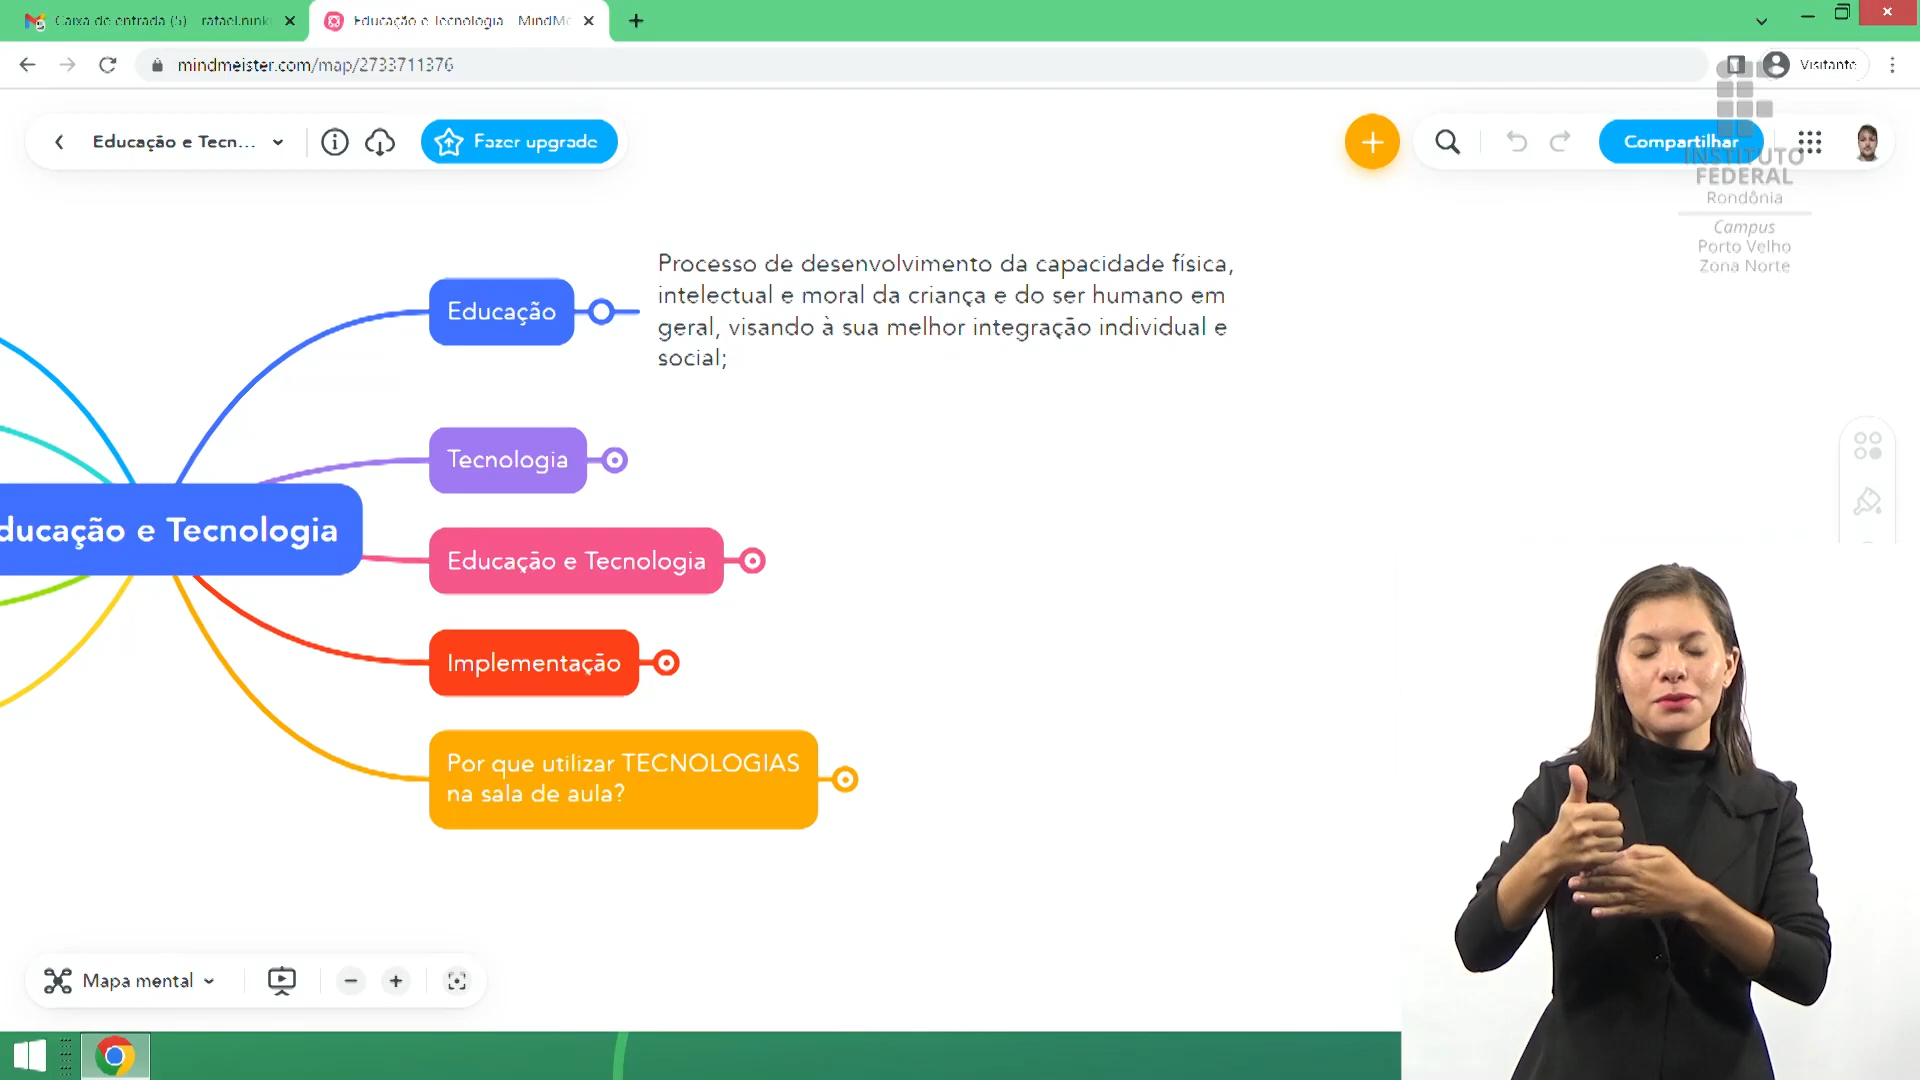 Caixa de entrada (5)
Educação e Tecnologia
mindmeister.com/map/2733711376
Visitante
Educação e Tecn...
Fazer upgrade
Compartilhar
INSTITUTO
FEDERAL
Rondônia
Campus
Porto Velho
Zona Norte
Educação
Processo de desenvolvimento da capacidade física,
intelectual e moral da criança e do ser humano em
geral, visando à sua melhor integração individual e
social;
Tecnologia
ducação e Tecnologia
Educação e Tecnologia
Implementação
Por que utilizar TECNOLOGIAS
na sala de aula?
Mapa mental